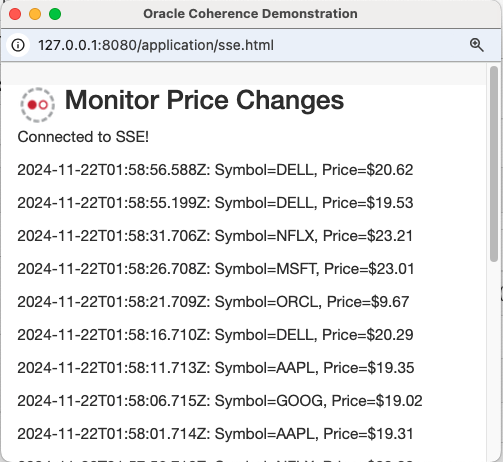 Oracle Coherence Demonstration
127.0.0.1:8080/application/sse.html
Monitor Price Changes
Connected to SSE!
2024-11-22T01:58:56.588Z: Symbol=DELL, Price=$20.62
2024-11-22T01:58:55.199Z: Symbol=DELL, Price=$19.53
2024-11-22T01:58:31.706Z: Symbol=NFLX, Price=$23.21
2024-11-22T01:58:26.708Z: Symbol=MSFT, Price=$23.01
2024-11-22T01:58:21.709Z: Symbol=ORCL, Price=$9.67
2024-11-22T01:58:16.710Z: Symbol=DELL, Price=$20.29
2024-11-22T01:58:11.713Z: Symbol=AAPL, Price=$19.35
2024-11-22T01:58:06.715Z: Symbol=GOOG, Price=$19.02
2024-11-22T01:58:01.714Z: Symbol=AAPL, Price=$19.31